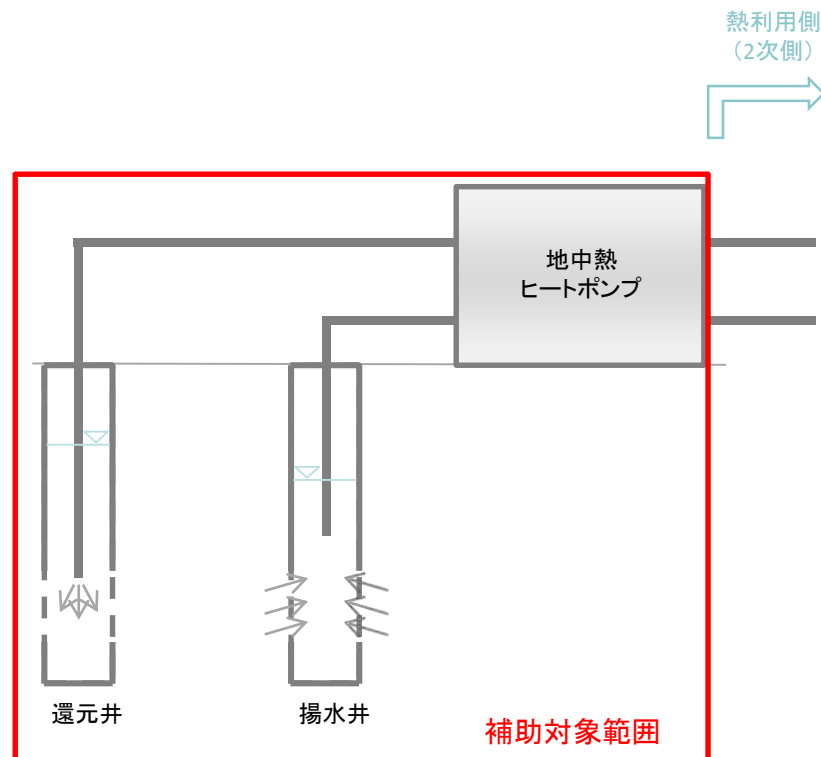 熱利用側
（2次側）
地中熱
ヒートポンプ
還元井
揚水井
補助対象範囲